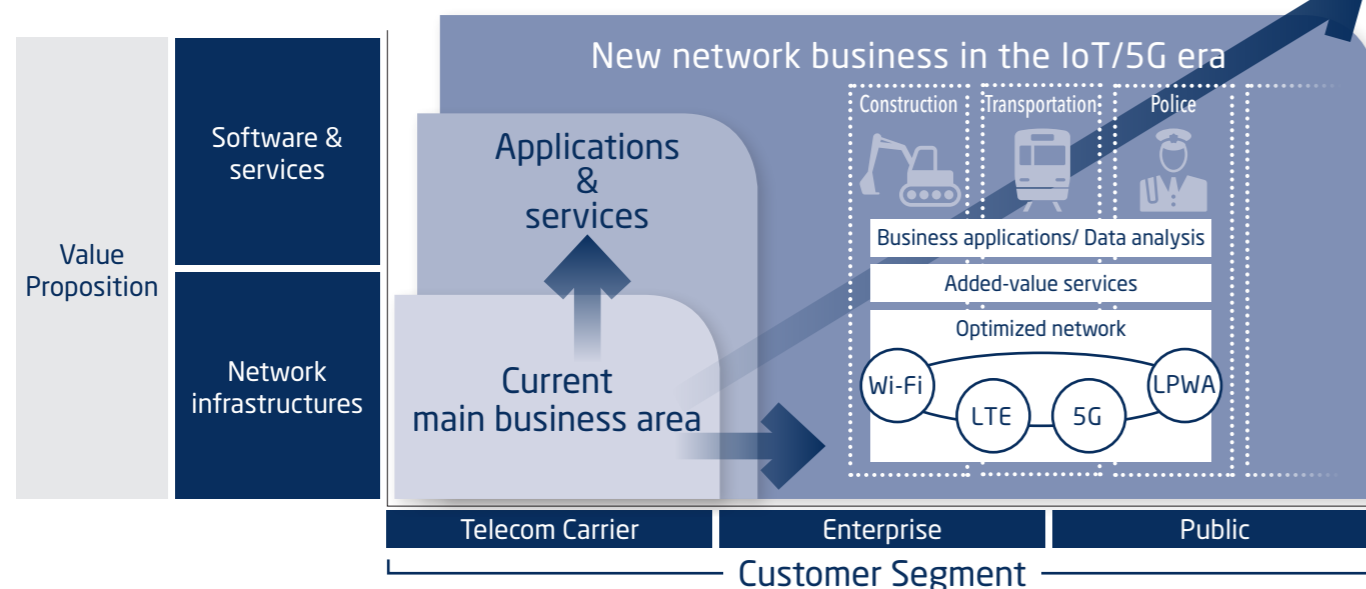 New network business in the IoT/5G era
Construction
Transportation
Police
Value
Proposition
Software &
services
Network
infrastructures
Applications
&
services
Current
main business area
Business applications/ Data analysis
Added-value services
Optimized network
Wi-Fi
LTE
5G
LPWA
Telecom Carrier
Enterprise
Public
Customer Segment